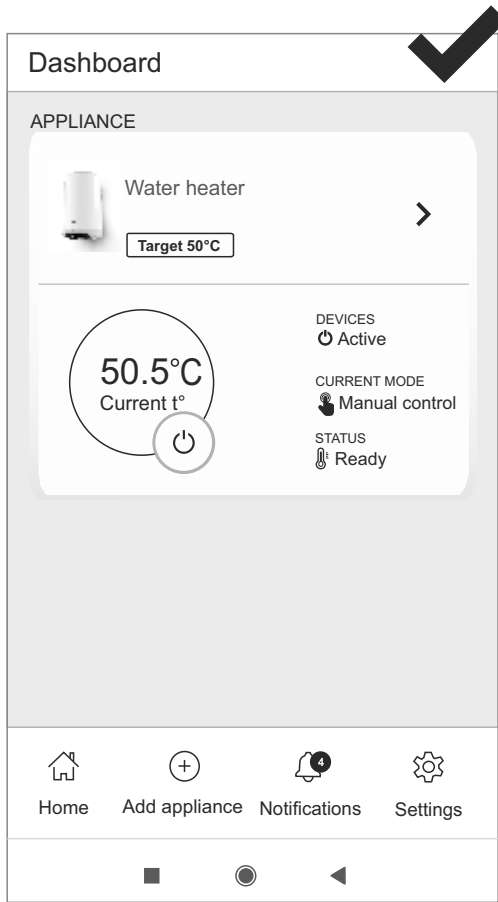 Dashboard
APPLIANCE
Water heater
Target 50°C
50.5°C
Current t°
DEVICES
Active
CURRENT MODE
Manual control
STATUS
Ready
4
Home
Add appliance
Notifications
Settings